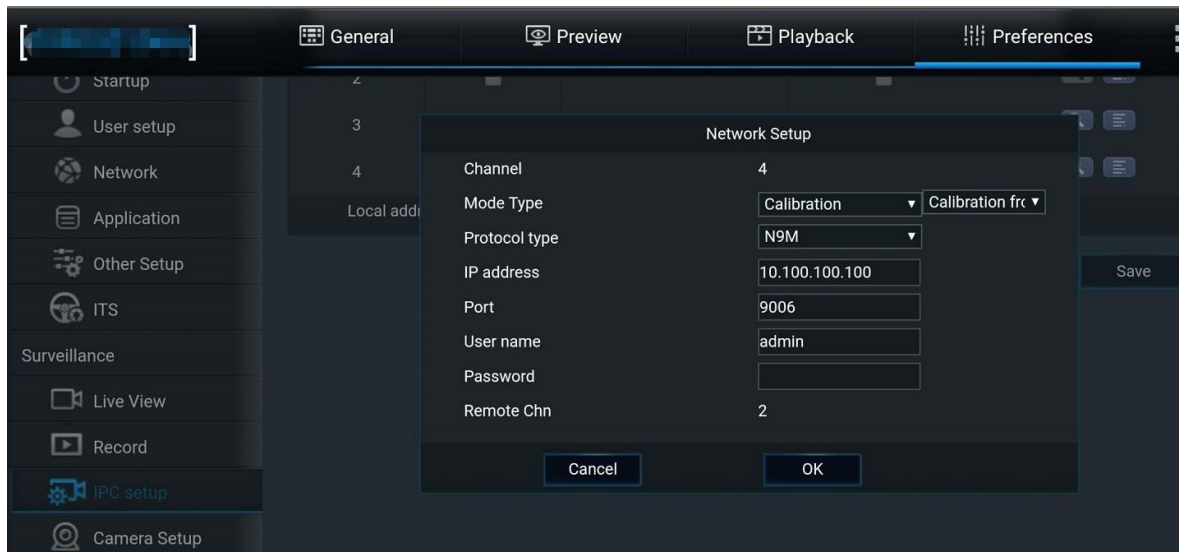 General Preview Playback Preferences
Startup
2
User setup
3
Network Setup
Network
4
Channel 4
Mode Type Calibration Calibration frc
Application
Local addr
Protocol type N9M
Other Setup
IP address 10.100.100.100
Save
ITS
Port 9006
User name admin
Surveillance
Password
Live View
Remote Chn 2
Record
Cancel OK
IPC setup
Camera Setup